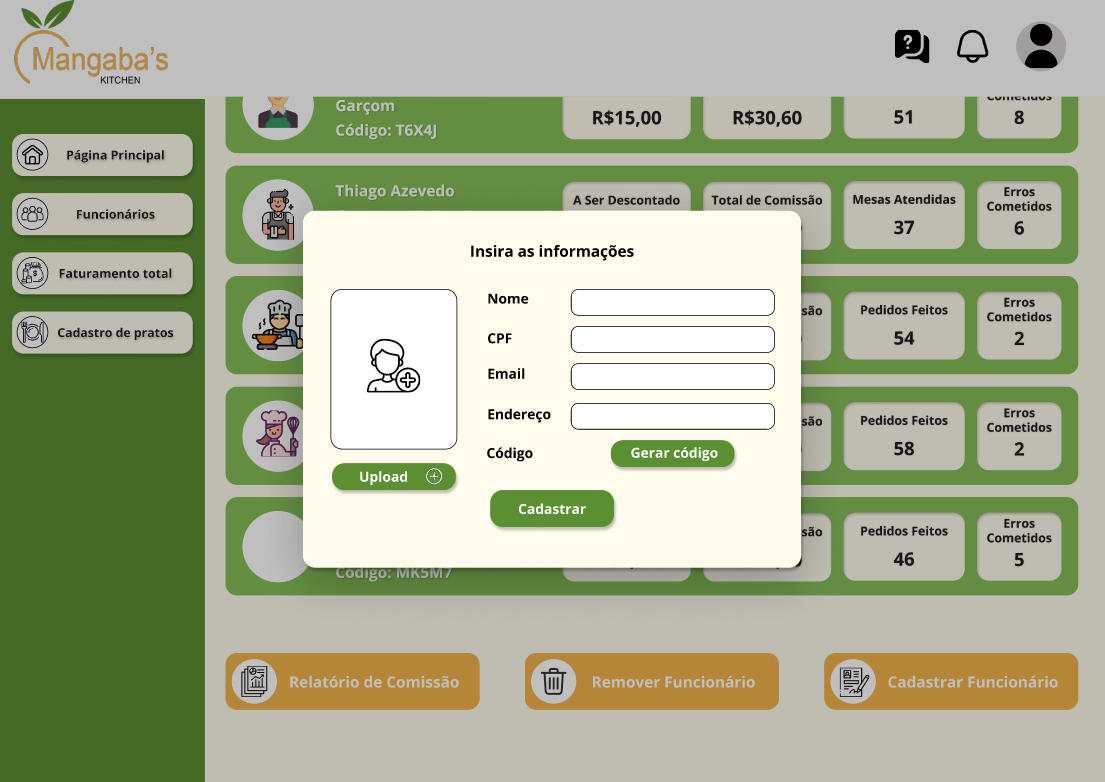 Mangaba's
KITCHEN
?
Página Principal
Funcionários
Faturamento total
Cadastro de pratos
Garçom
Código: T6X4J
R$15,00
R$30,60
51
Cometidos
8
Thiago Azevedo
A Ser Descontado
Total de Comissão
Mesas Atendidas
37
Erros
Cometidos
6
Pedidos Feitos
54
Erros
Cometidos
2
Pedidos Feitos
58
Erros
Cometidos
2
Código: MK5M7
Pedidos Feitos
46
Erros
Cometidos
5
Insira as informações
Nome
CPF
Email
Endereço
Código
Gerar código
Upload
Cadastrar
Relatório de Comissão
Remover Funcionário
Cadastrar Funcionário